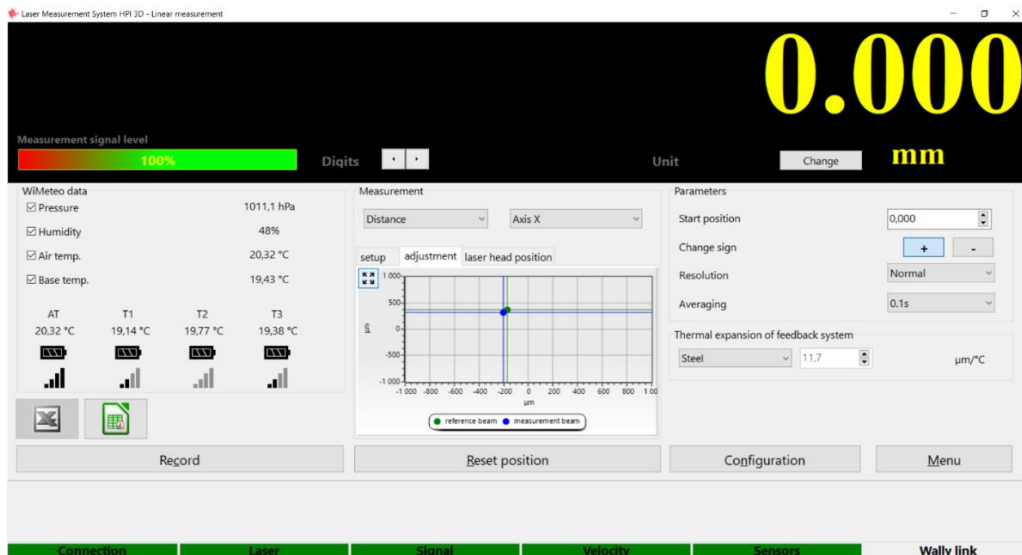 Laser Measurement System HPI 3D - Linear measurement
0.000
Measurement signal level
100%
Digits
Unit
Change
mm
WiMeteo data
Pressure 1011,1 hPa
Humidity 48%
Air temp. 20,32 °C
Base temp. 19,43 °C
AT T1 T2 T3
20,32 °C 19,14 °C 19,77 °C 19,38 °C
Measurement
Distance Axis X
setup adjustment laser head position
1 000
500
0
-500
-1 000
µm
-1 000 -800 -600 -400 -200 0 200 400 600 800 1 00
µm
reference beam measurement beam
Parameters
Start position 0,000
Change sign + -
Resolution Normal
Averaging 0.1s
Thermal expansion of feedback system
Steel 11,7 µm/°C
Record Reset position Configuration Menu
Connection Laser Signal Velocity Sensors Wally link